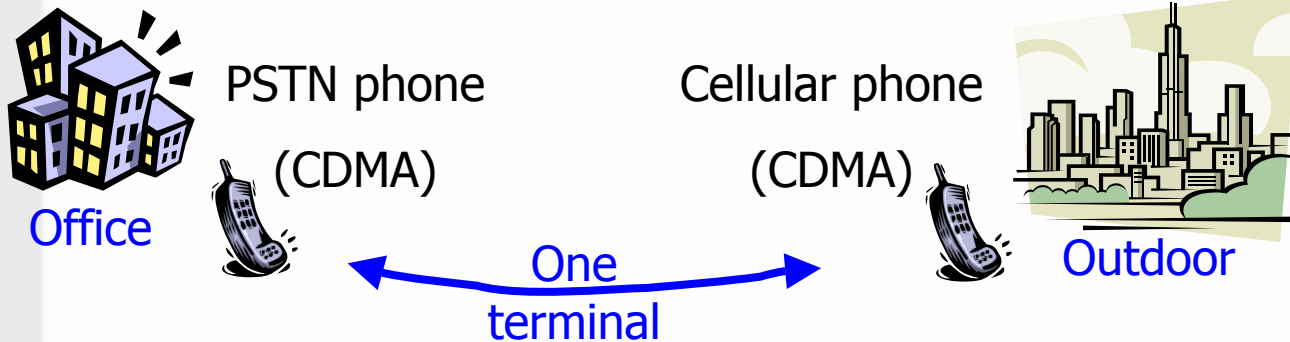 PSTN phone
(CDMA)
Office
Cellular phone
(CDMA)
Outdoor
One
terminal